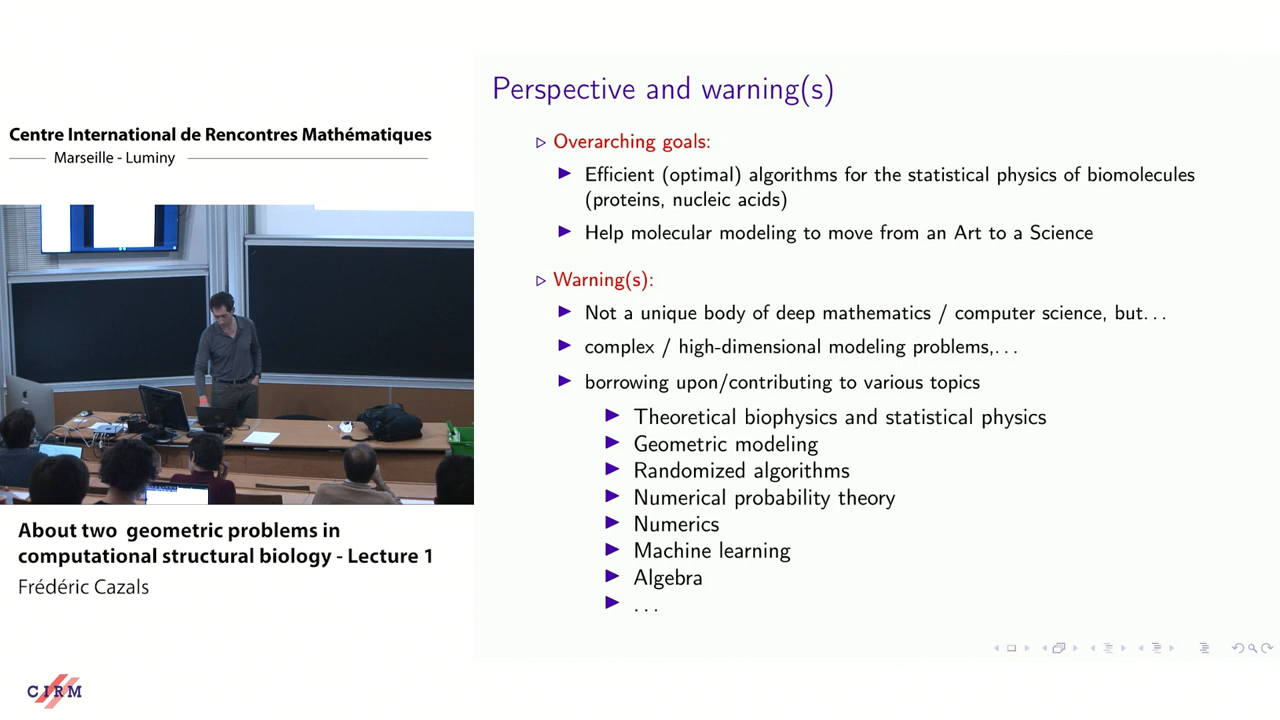 Centre International de Rencontres Mathématiques
Marseille - Luminy
About two geometric problems in
computational structural biology - Lecture 1
Frédéric Cazals
CIRM
Perspective and warning(s)
Overarching goals:
Efficient (optimal) algorithms for the statistical physics of biomolecules
(proteins, nucleic acids)
Help molecular modeling to move from an Art to a Science
Warning(s):
Not a unique body of deep mathematics / computer science, but...
complex / high-dimensional modeling problems,...
borrowing upon/contributing to various topics
Theoretical biophysics and statistical physics
Geometric modeling
Randomized algorithms
Numerical probability theory
Numerics
Machine learning
Algebra
...